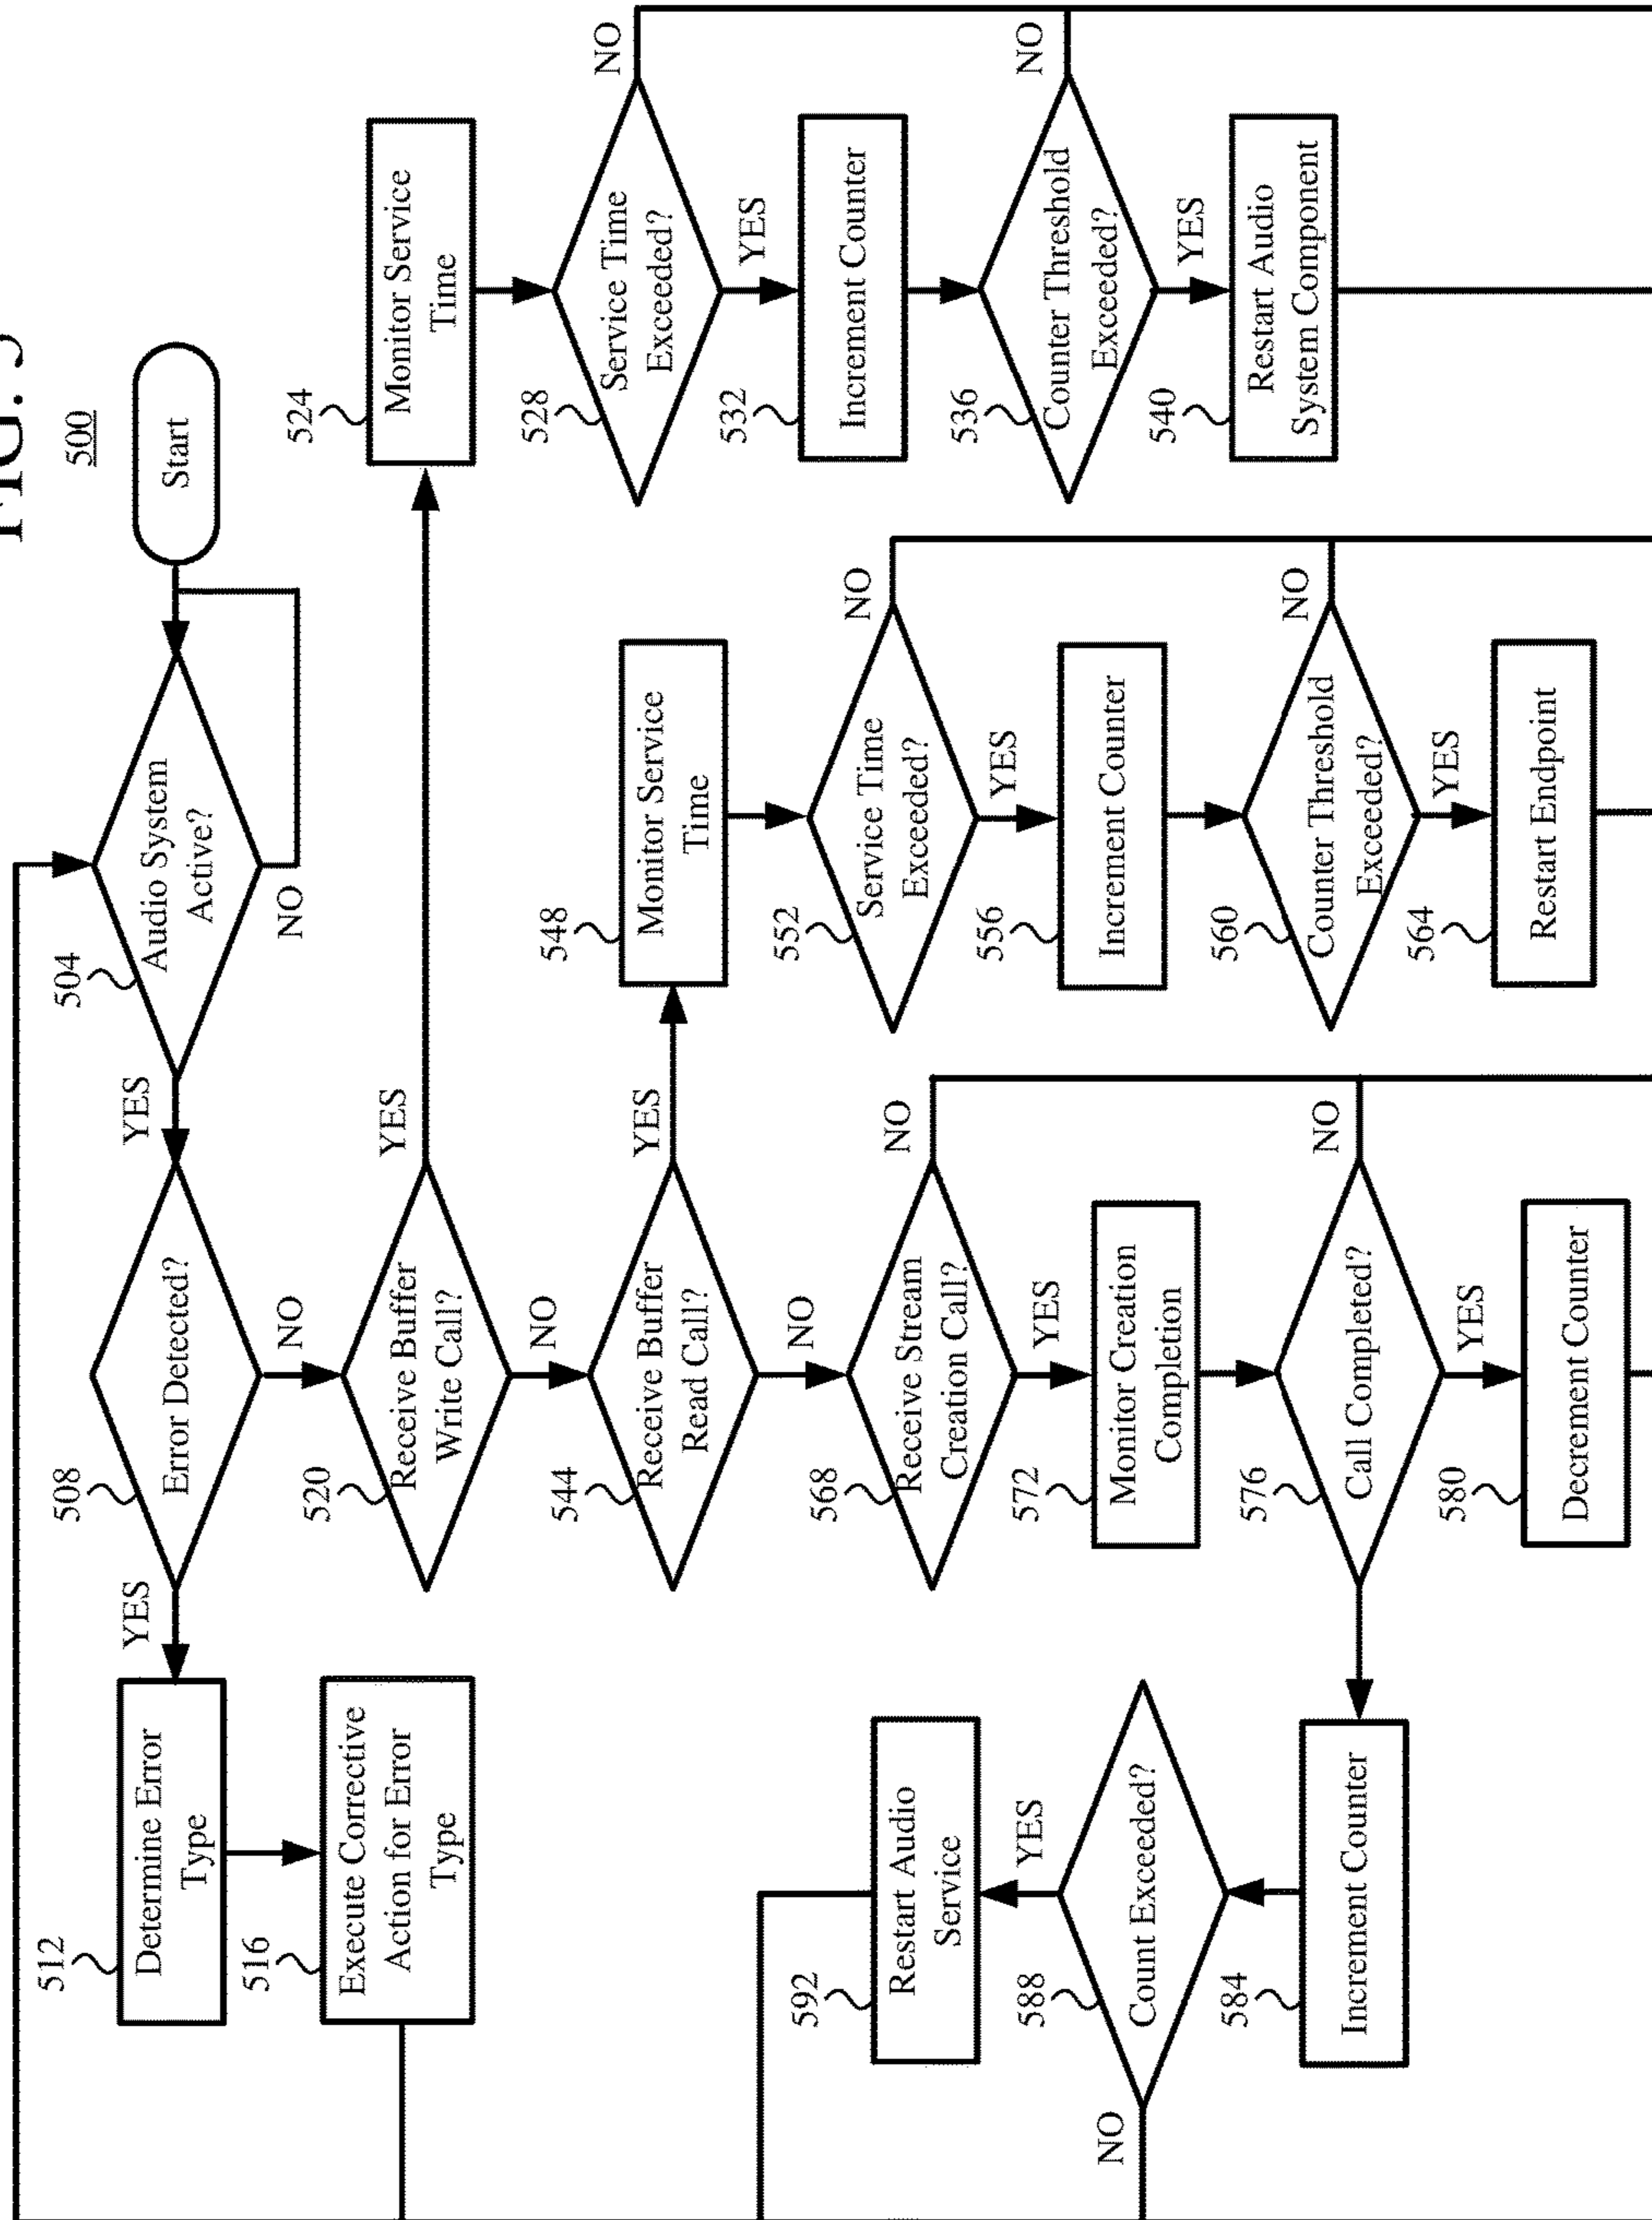 FIG. 5
500
Start
504
Audio System
Active?
NO
YES
508
Error Detected?
YES
NO
512
Determine Error
Type
516
Execute Corrective
Action for Error
Type
520
Receive Buffer
Write Call?
YES
NO
524
Monitor Service
Time
528
Service Time
Exceeded?
NO
YES
532
Increment Counter
536
Counter Threshold
Exceeded?
NO
YES
540
Restart Audio
System Component
544
Receive Buffer
Read Call?
YES
NO
548
Monitor Service
Time
552
Service Time
Exceeded?
NO
YES
556
Increment Counter
560
Counter Threshold
Exceeded?
NO
YES
564
Restart Endpoint
568
Receive Stream
Creation Call?
NO
YES
572
Monitor Creation
Completion
576
Call Completed?
NO
YES
580
Decrement Counter
584
Increment Counter
588
Count Exceeded?
YES
NO
592
Restart Audio
Service